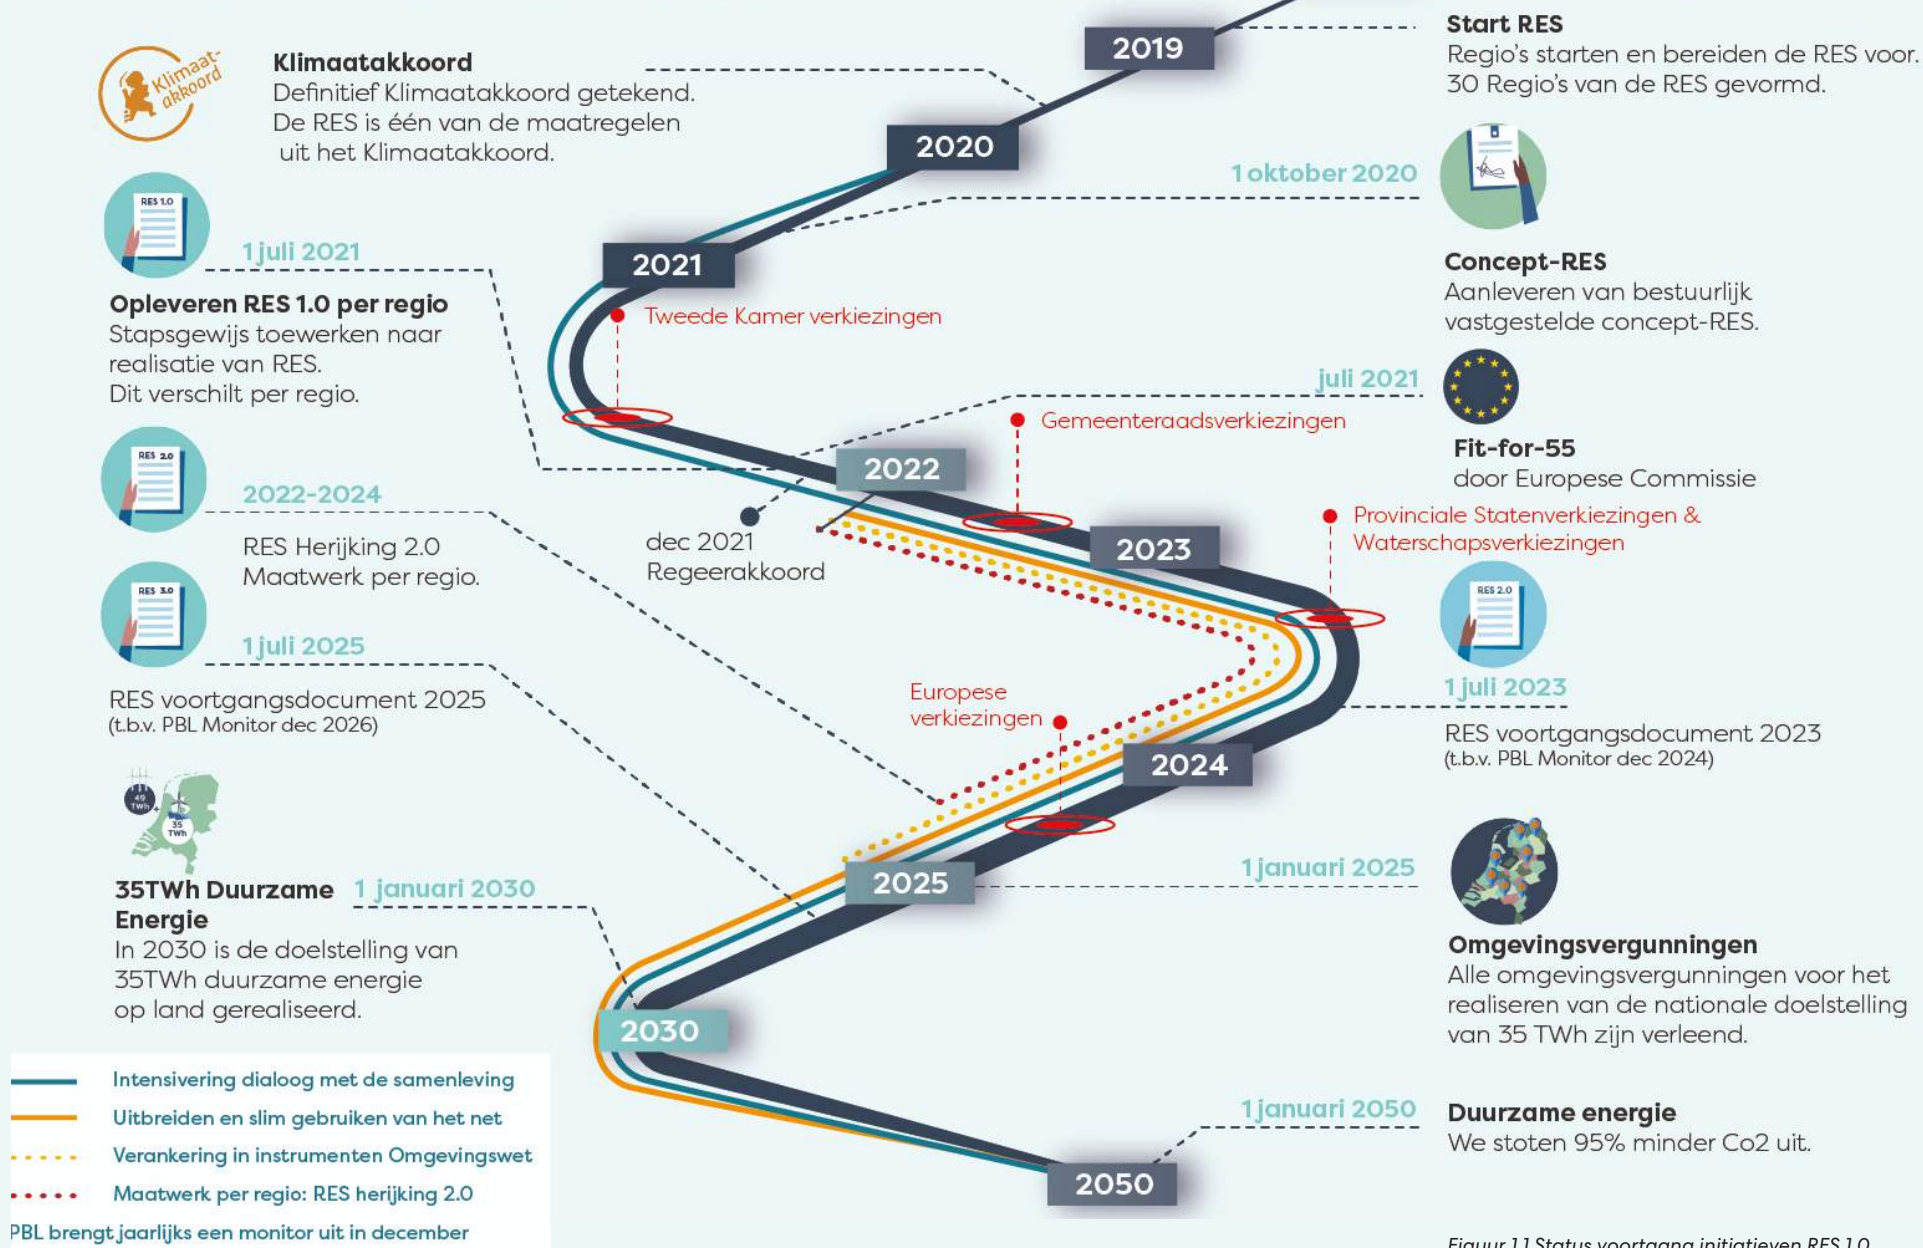 Klimaat-
akkoord
Klimaatakkoord
Definitief Klimaatakkoord getekend.
De RES is één van de maatregelen
uit het Klimaatakkoord.
2019
Start RES
Regio's starten en bereiden de RES voor.
30 Regio's van de RES gevormd.
2020
1 oktober 2020
Concept-RES
Aanleveren van bestuurlijk
vastgestelde concept-RES.
RES 1.0
1 juli 2021
Opleveren RES 1.0 per regio
Stapsgewijs toewerken naar
realisatie van RES.
Dit verschilt per regio.
2021
Tweede Kamer verkiezingen
juli 2021
Fit-for-55
door Europese Commissie
Gemeenteraadsverkiezingen
2022
RES 2.0
2022-2024
RES Herijking 2.0
Maatwerk per regio.
dec 2021
Regeerakkoord
2023
Provinciale Statenverkiezingen &
Waterschapsverkiezingen
RES 2.0
1 juli 2023
RES voortgangsdocument 2023
(t.b.v. PBL Monitor dec 2024)
RES 3.0
1 juli 2025
RES voortgangsdocument 2025
(t.b.v. PBL Monitor dec 2026)
Europese
verkiezingen
2024
49
TWh
35
TWh
35TWh Duurzame
Energie
1 januari 2030
In 2030 is de doelstelling van
35TWh duurzame energie
op land gerealiseerd.
2025
1 januari 2025
Omgevingsvergunningen
Alle omgevingsvergunningen voor het
realiseren van de nationale doelstelling
van 35 TWh zijn verleend.
2030
1 januari 2050
Duurzame energie
We stoten 95% minder Co2 uit.
2050
Intensivering dialoog met de samenleving
Uitbreiden en slim gebruiken van het net
Verankering in instrumenten Omgevingswet
Maatwerk per regio: RES herijking 2.0
PBL brengt jaarlijks een monitor uit in december
Figuur 1.1 Status voortgang initiatieven RES 1.0